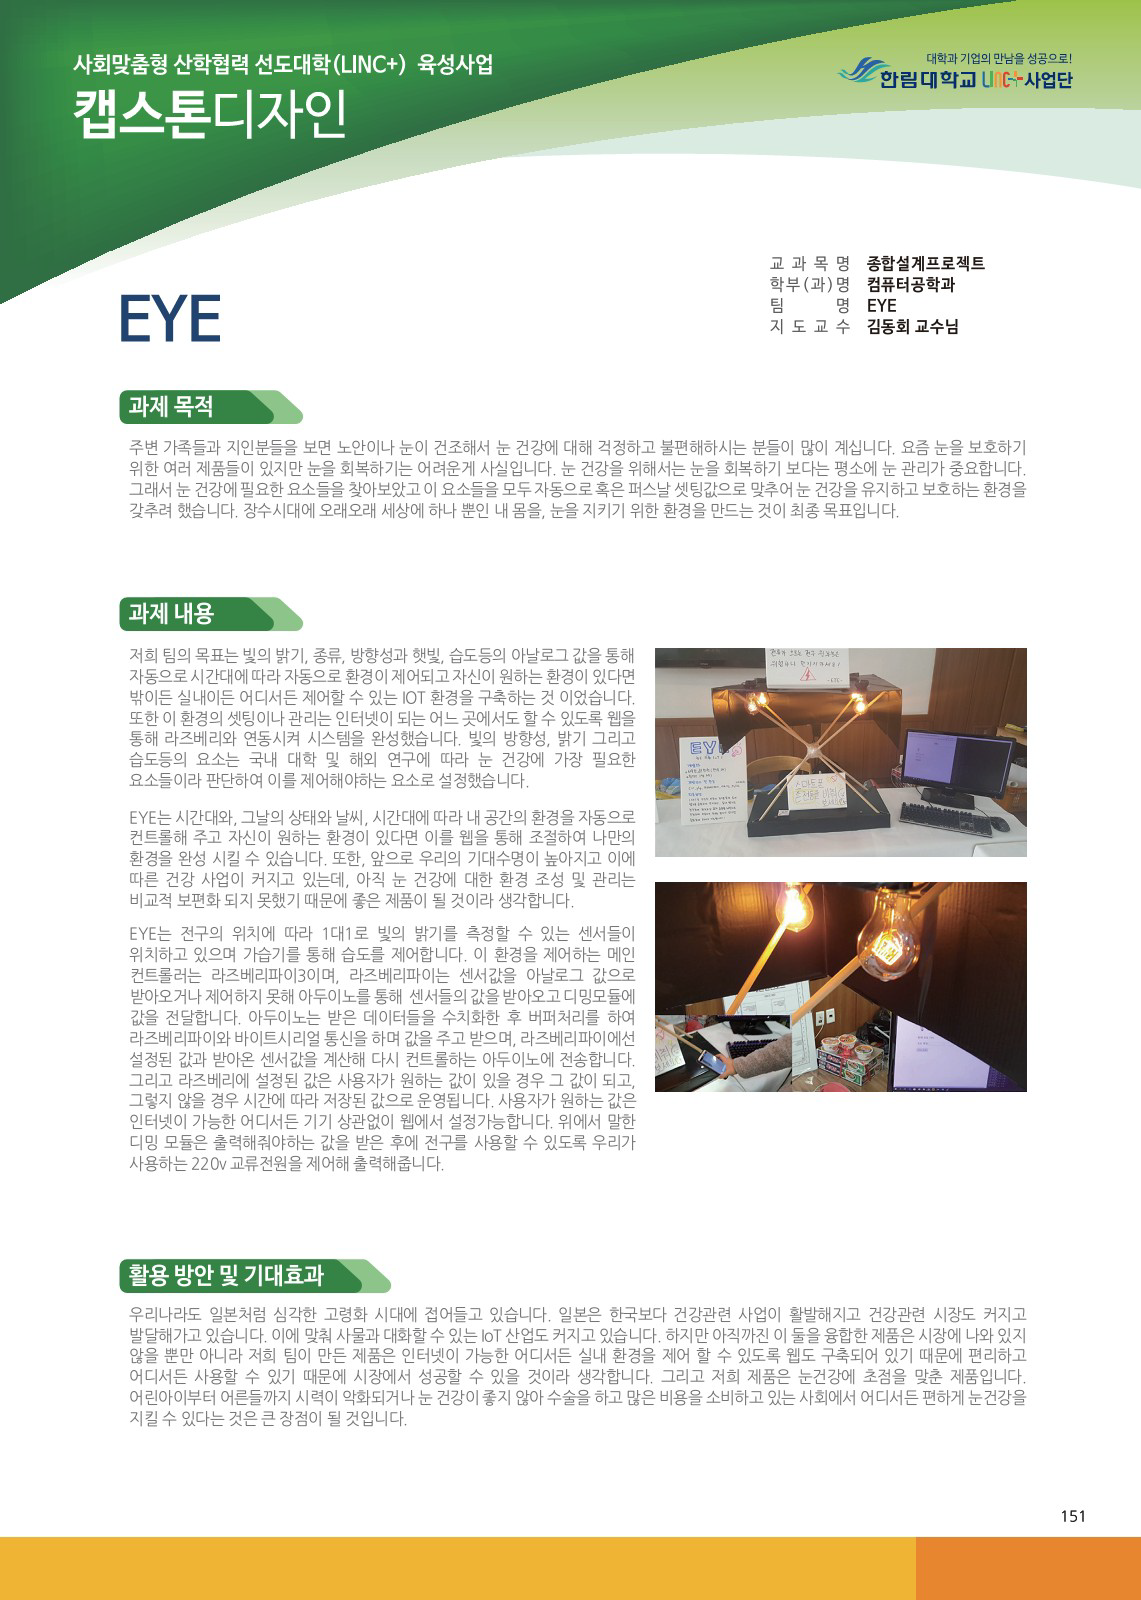 사회맞춤형 산학협력 선도대학(LINC+) 육성사업
캡스톤디자인
대학과 기업의 만남을 성공으로!
한림대학교 LINC+사업단
교과목명 종합설계프로젝트
학부(과)명 컴퓨터공학과
팀명 EYE
지도교수 김동회 교수님
EYE
과제 목적
주변 가족들과 지인분들을 보면 노안이나 눈이 건조해서 눈 건강에 대해 걱정하고 불편해하시는 분들이 많이 계십니다. 요즘 눈을 보호하기
위한 여러 제품들이 있지만 눈을 회복하기는 어려운게 사실입니다. 눈 건강을 위해서는 눈을 회복하기 보다는 평소에 눈 관리가 중요합니다.
그래서 눈 건강에 필요한 요소들을 찾아보았고 이 요소들을 모두 자동으로 혹은 퍼스날 셋팅값으로 맞추어 눈 건강을 유지하고 보호하는 환경을
갖추려 했습니다. 장수시대에 오래오래 세상에 하나 뿐인 내 몸을, 눈을 지키기 위한 환경을 만드는 것이 최종 목표입니다.
과제 내용
저희 팀의 목표는 빛의 밝기, 종류, 방향성과 햇빛, 습도등의 아날로그 값을 통해
자동으로 시간대에 따라 자동으로 환경이 제어되고 자신이 원하는 환경이 있다면
밖이든 실내이든 어디서든 제어할 수 있는 IOT 환경을 구축하는 것 이었습니다.
또한 이 환경의 셋팅이나 관리는 인터넷이 되는 어느 곳에서도 할 수 있도록 웹을
통해 라즈베리와 연동시켜 시스템을 완성했습니다. 빛의 방향성, 밝기 그리고
습도등의 요소는 국내 대학 및 해외 연구에 따라 눈 건강에 가장 필요한
요소들이라 판단하여 이를 제어해야하는 요소로 설정했습니다.
EYE는 시간대와, 그날의 상태와 날씨, 시간대에 따라 내 공간의 환경을 자동으로
컨트롤해 주고 자신이 원하는 환경이 있다면 이를 웹을 통해 조절하여 나만의
환경을 완성 시킬 수 있습니다. 또한, 앞으로 우리의 기대수명이 높아지고 이에
따른 건강 사업이 커지고 있는데, 아직 눈 건강에 대한 환경 조성 및 관리는
비교적 보편화 되지 못했기 때문에 좋은 제품이 될 것이라 생각합니다.
EYE는 전구의 위치에 따라 1대1로 빛의 밝기를 측정할 수 있는 센서들이
위치하고 있으며 가습기를 통해 습도를 제어합니다. 이 환경을 제어하는 메인
컨트롤러는 라즈베리파이3이며, 라즈베리파이는 센서값을 아날로그 값으로
받아오거나 제어하지 못해 아두이노를 통해 센서들의 값을 받아오고 디밍모듈에
값을 전달합니다. 아두이노는 받은 데이터들을 수치화한 후 버퍼처리를 하여
라즈베리파이와 바이트시리얼 통신을 하며 값을 주고 받으며, 라즈베리파이에선
설정된 값과 받아온 센서값을 계산해 다시 컨트롤하는 아두이노에 전송합니다.
그리고 라즈베리에 설정된 값은 사용자가 원하는 값이 있을 경우 그 값이 되고,
그렇지 않을 경우 시간에 따라 저장된 값으로 운영됩니다. 사용자가 원하는 값은
인터넷이 가능한 어디서든 기기 상관없이 웹에서 설정가능합니다. 위에서 말한
디밍 모듈은 출력해줘야하는 값을 받은 후에 전구를 사용할 수 있도록 우리가
사용하는 220v 교류전원을 제어해 출력해줍니다.
EYE
활용 방안 및 기대효과
우리나라도 일본처럼 심각한 고령화 시대에 접어들고 있습니다. 일본은 한국보다 건강관련 사업이 활발해지고 건강관련 시장도 커지고
발달해가고 있습니다. 이에 맞춰 사물과 대화할 수 있는 IoT 산업도 커지고 있습니다. 하지만 아직까진 이 둘을 융합한 제품은 시장에 나와 있지
않을 뿐만 아니라 저희 팀이 만든 제품은 인터넷이 가능한 어디서든 실내 환경을 제어 할 수 있도록 웹도 구축되어 있기 때문에 편리하고
어디서든 사용할 수 있기 때문에 시장에서 성공할 수 있을 것이라 생각합니다. 그리고 저희 제품은 눈건강에 초점을 맞춘 제품입니다.
어린아이부터 어른들까지 시력이 악화되거나 눈 건강이 좋지 않아 수술을 하고 많은 비용을 소비하고 있는 사회에서 어디서든 편하게 눈건강을
지킬 수 있다는 것은 큰 장점이 될 것입니다.
151